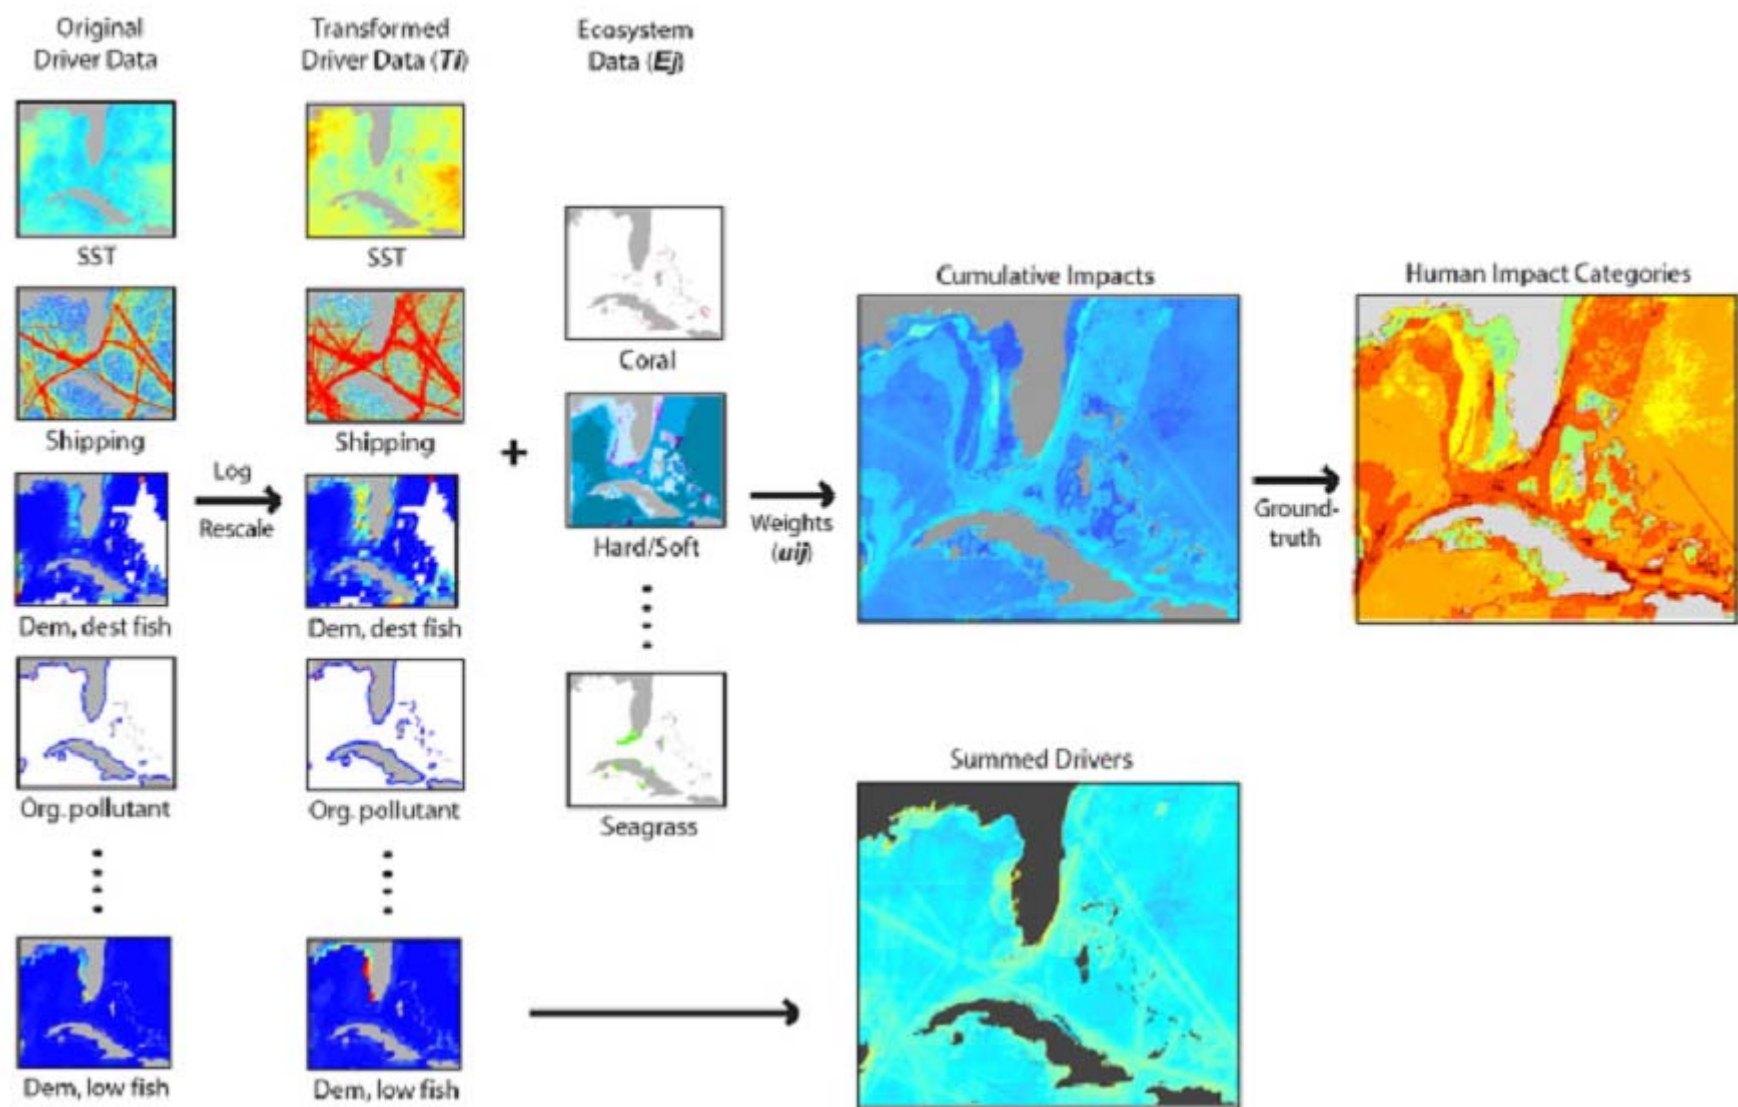 Original
Driver Data
Transformed
Driver Data (Ti)
Ecosystem
Data (Ej)
SST
SST
Coral
Cumulative Impacts
Human Impact Categories
Shipping
Shipping
+
Log
Rescale
Hard/Soft
Weights
(uij)
Ground-
truth
Dem, dest fish
Dem, dest fish
Org. pollutant
Org. pollutant
Seagrass
Summed Drivers
Dem, low fish
Dem, low fish